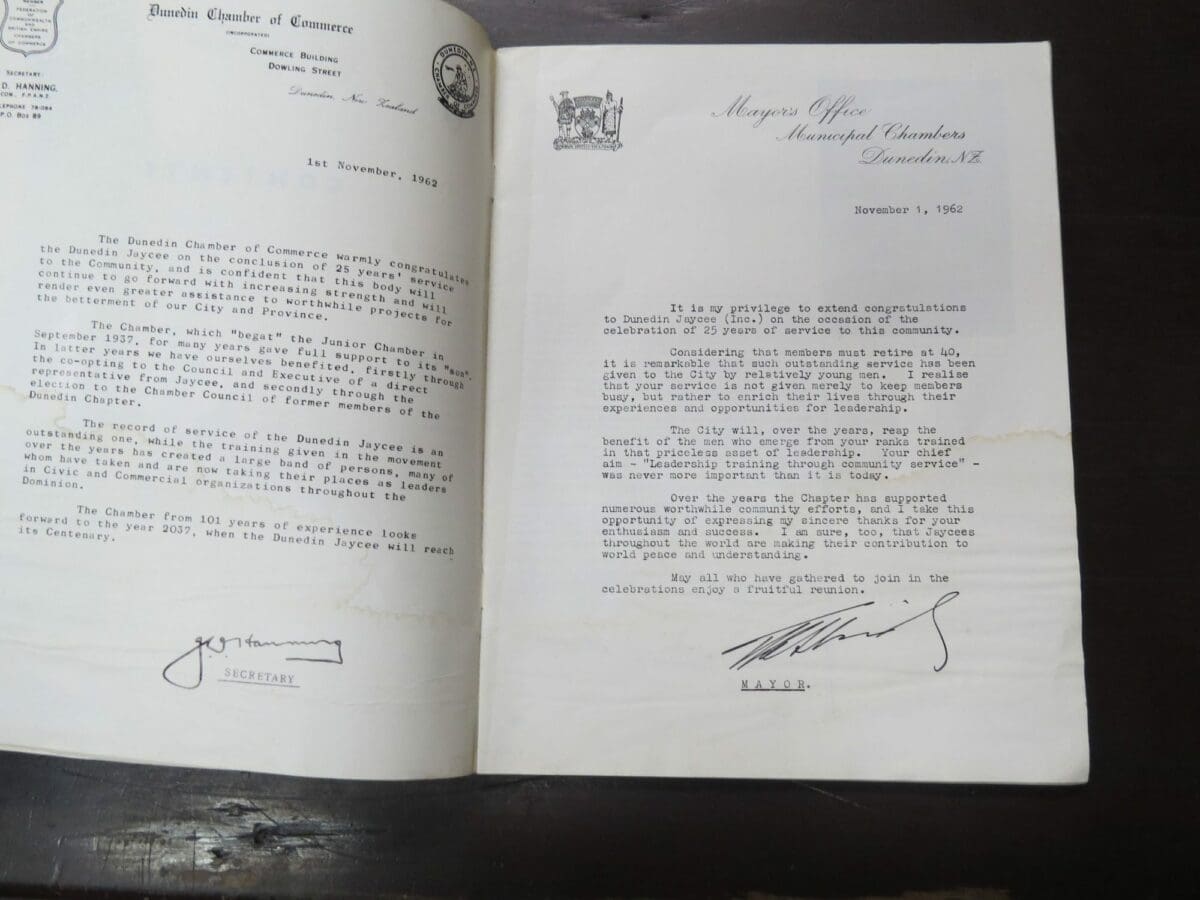 MEMBER
FEDERATION
OF
COMMONWEALTH
AND
BRITISH EMPIRE
CHAMBERS
OF COMMERCE
SECRETARY:
D. HANNING.
COM., F.P.A.N.Z.
TELEPHONE 78-084
P.O. Box 89
Dunedin Chamber of Commerce
(INCORPORATED)
COMMERCE BUILDING
DOWLING STREET
Dunedin, New Zealand
1st November, 1962
The Dunedin Chamber of Commerce warmly congratulates
the Dunedin Jaycee on the conclusion of 25 years' service
to the Community, and is confident that this body will
continue to go forward with increasing strength and will
render even greater assistance to worthwhile projects for
the betterment of our City and Province.
The Chamber, which "begat" the Junior Chamber in
September 1937, for many years gave full support to its "son".
In latter years we have ourselves benefited, firstly through
the co-opting to the Council and Executive of a direct
representative from Jaycee, and secondly through the
election to the Chamber Council of former members of the
Dunedin Chapter.
The record of service of the Dunedin Jaycee is an
outstanding one, while the training given in the movement
over the years has created a large band of persons, many of
whom have taken and are now taking their places as leaders
in Civic and Commercial organizations throughout the
Dominion.
The Chamber from 101 years of experience looks
forward to the year 2037, when the Dunedin Jaycee will reach
its Centenary.
SECRETARY
Mayor's Office
Municipal Chambers
Dunedin, N.Z.
November 1, 1962
It is my privilege to extend congratulations
to Dunedin Jaycee (Inc.) on the occasion of the
celebration of 25 years of service to this community.
Considering that members must retire at 40,
it is remarkable that such outstanding service has been
given to the City by relatively young men. I realise
that your service is not given merely to keep members
busy, but rather to enrich their lives through their
experiences and opportunities for leadership.
The City will, over the years, reap the
benefit of the men who emerge from your ranks trained
in that priceless asset of leadership. Your chief
aim - "Leadership training through community service" -
was never more important than it is today.
Over the years the Chapter has supported
numerous worthwhile community efforts, and I take this
opportunity of expressing my sincere thanks for your
enthusiasm and success. I am sure, too, that Jaycees
throughout the world are making their contribution to
world peace and understanding.
May all who have gathered to join in the
celebrations enjoy a fruitful reunion.
MAYOR.